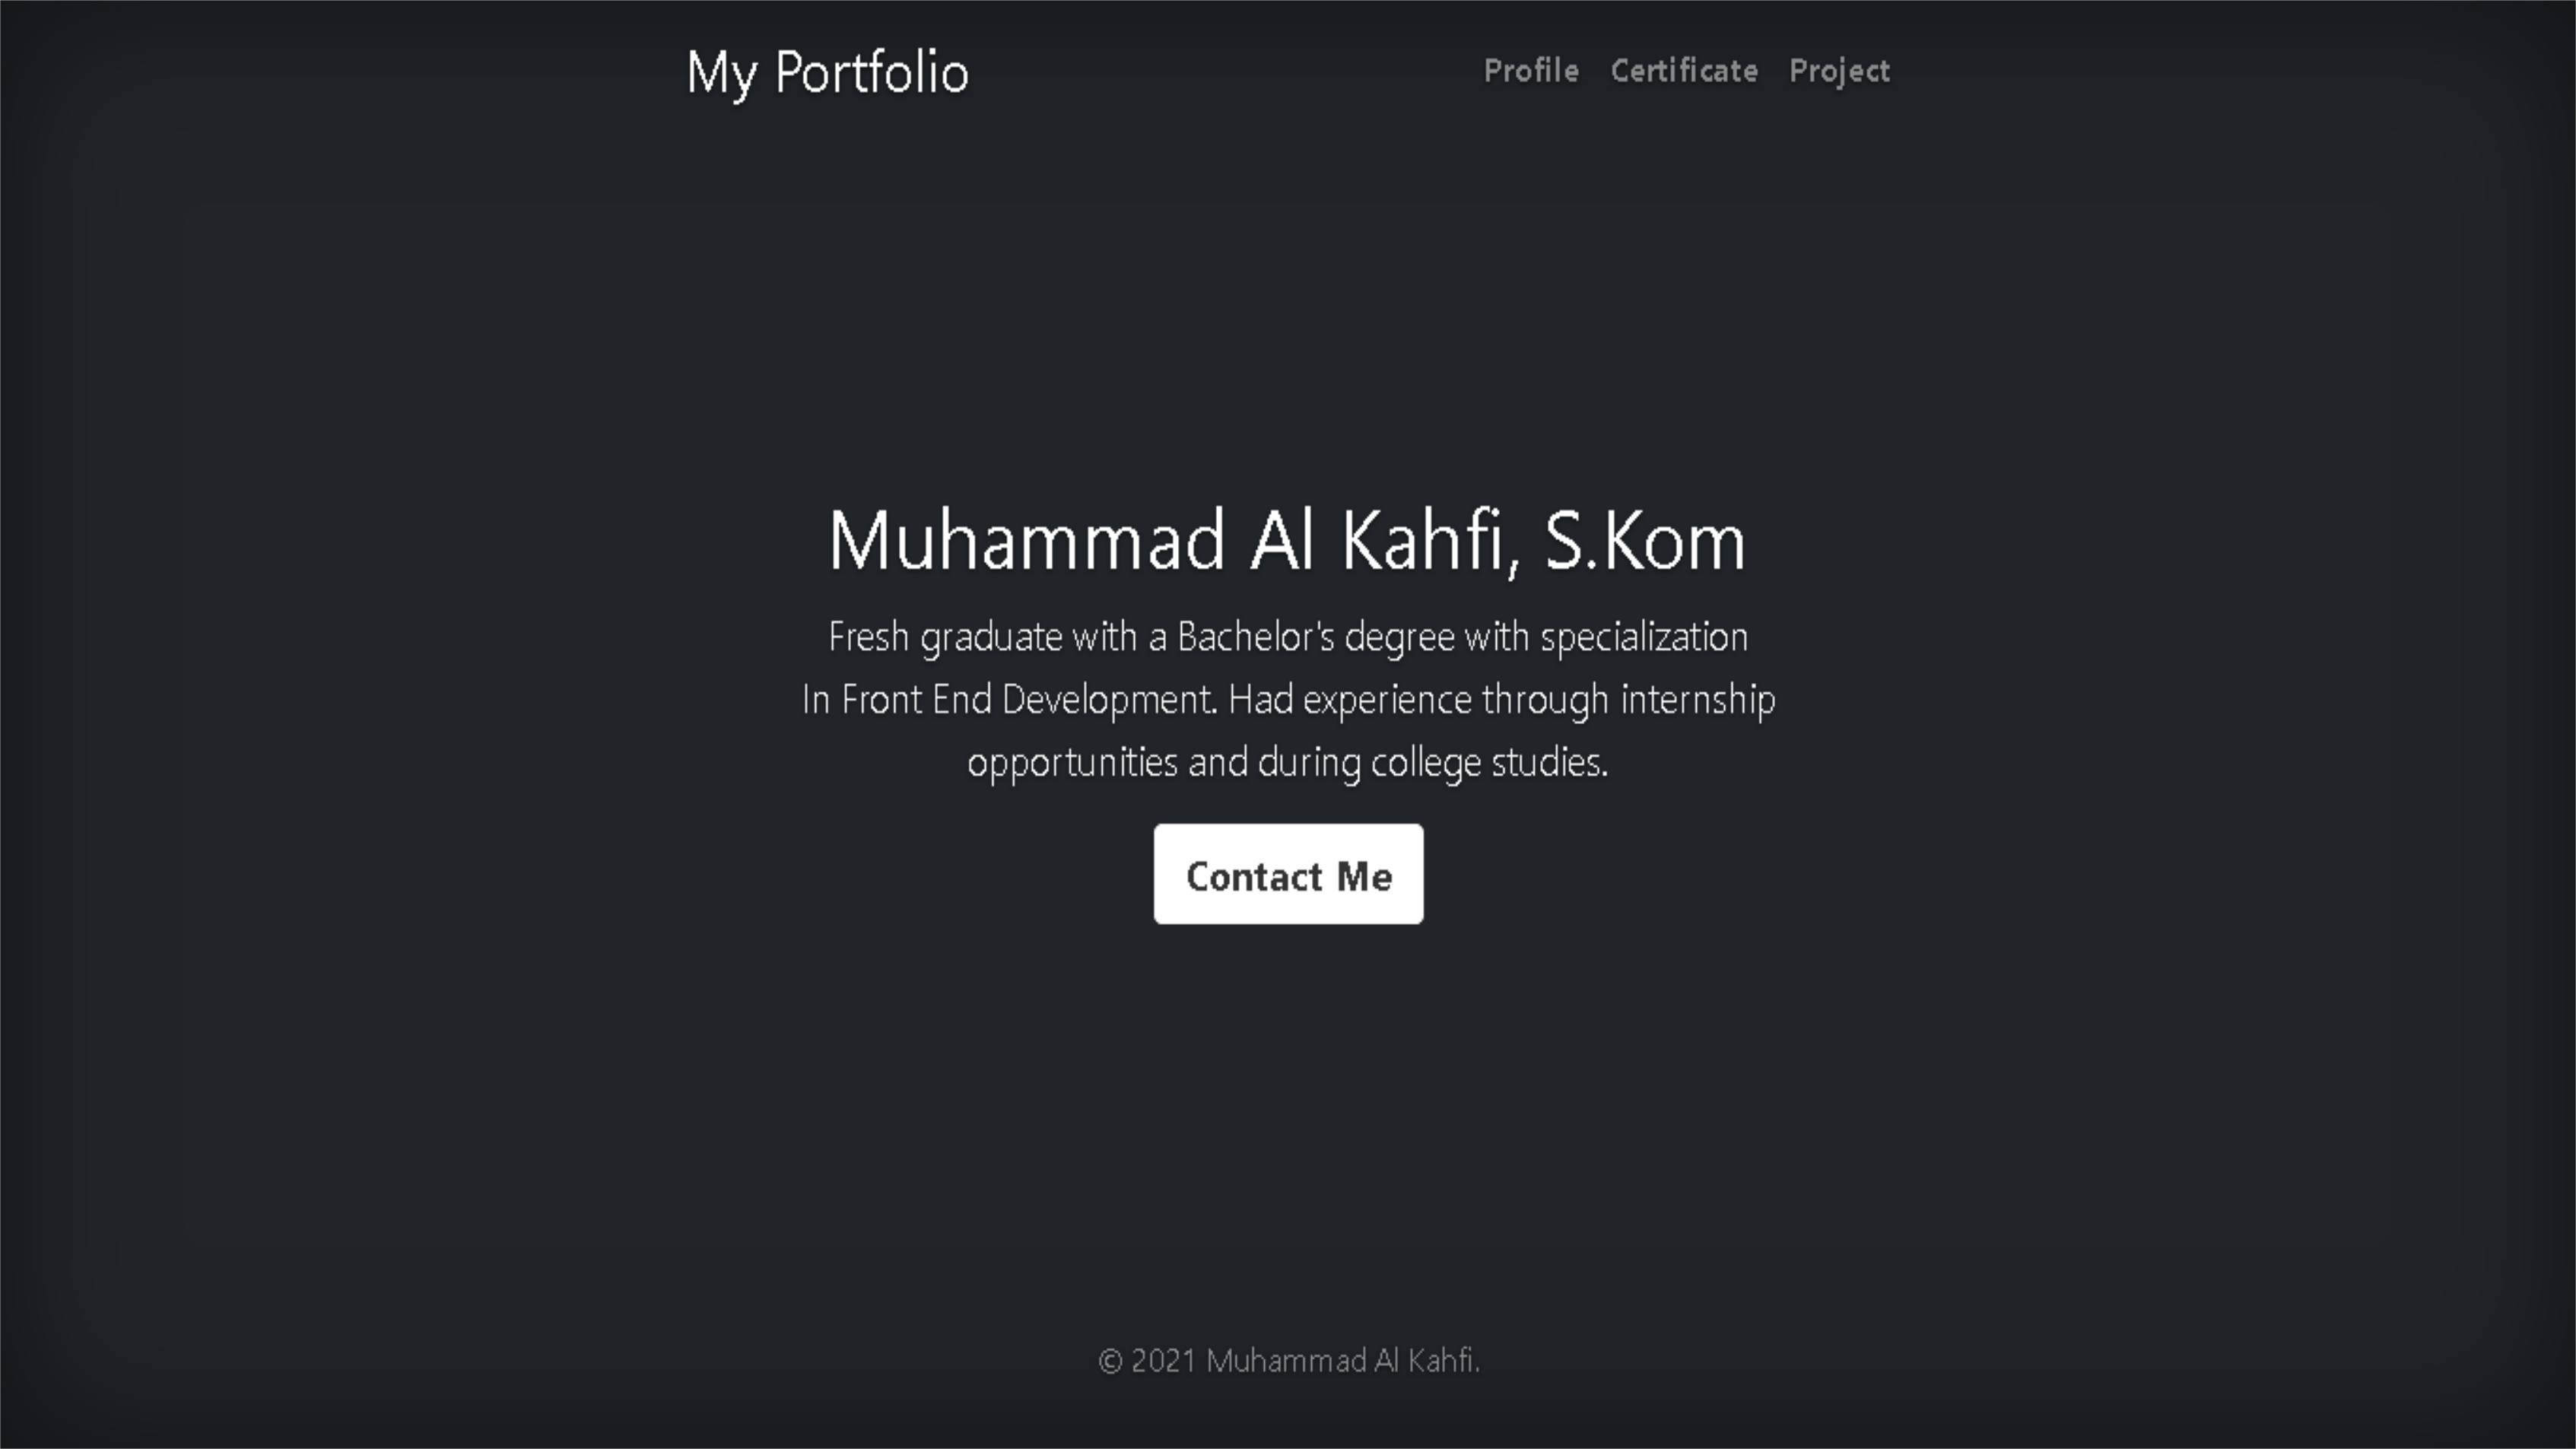 My Portfolio
Profile Certificate Project
Muhammad Al Kahfi, S.Kom
Fresh graduate with a Bachelor's degree with specialization
In Front End Development. Had experience through internship
opportunities and during college studies.
Contact Me
© 2021 Muhammad Al Kahfi.